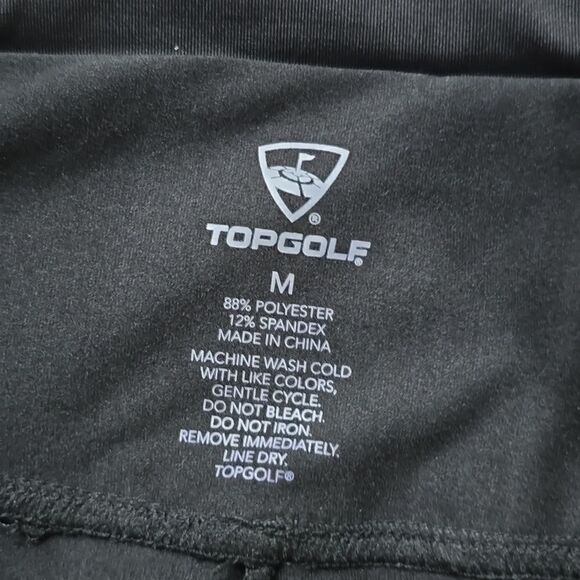 ®
TOPGOLF®
M
88% POLYESTER
12% SPANDEX
MADE IN CHINA
MACHINE WASH COLD
WITH LIKE COLORS,
GENTLE CYCLE.
DO NOT BLEACH.
DO NOT IRON.
REMOVE IMMEDIATELY.
LINE DRY.
TOPGOLF®